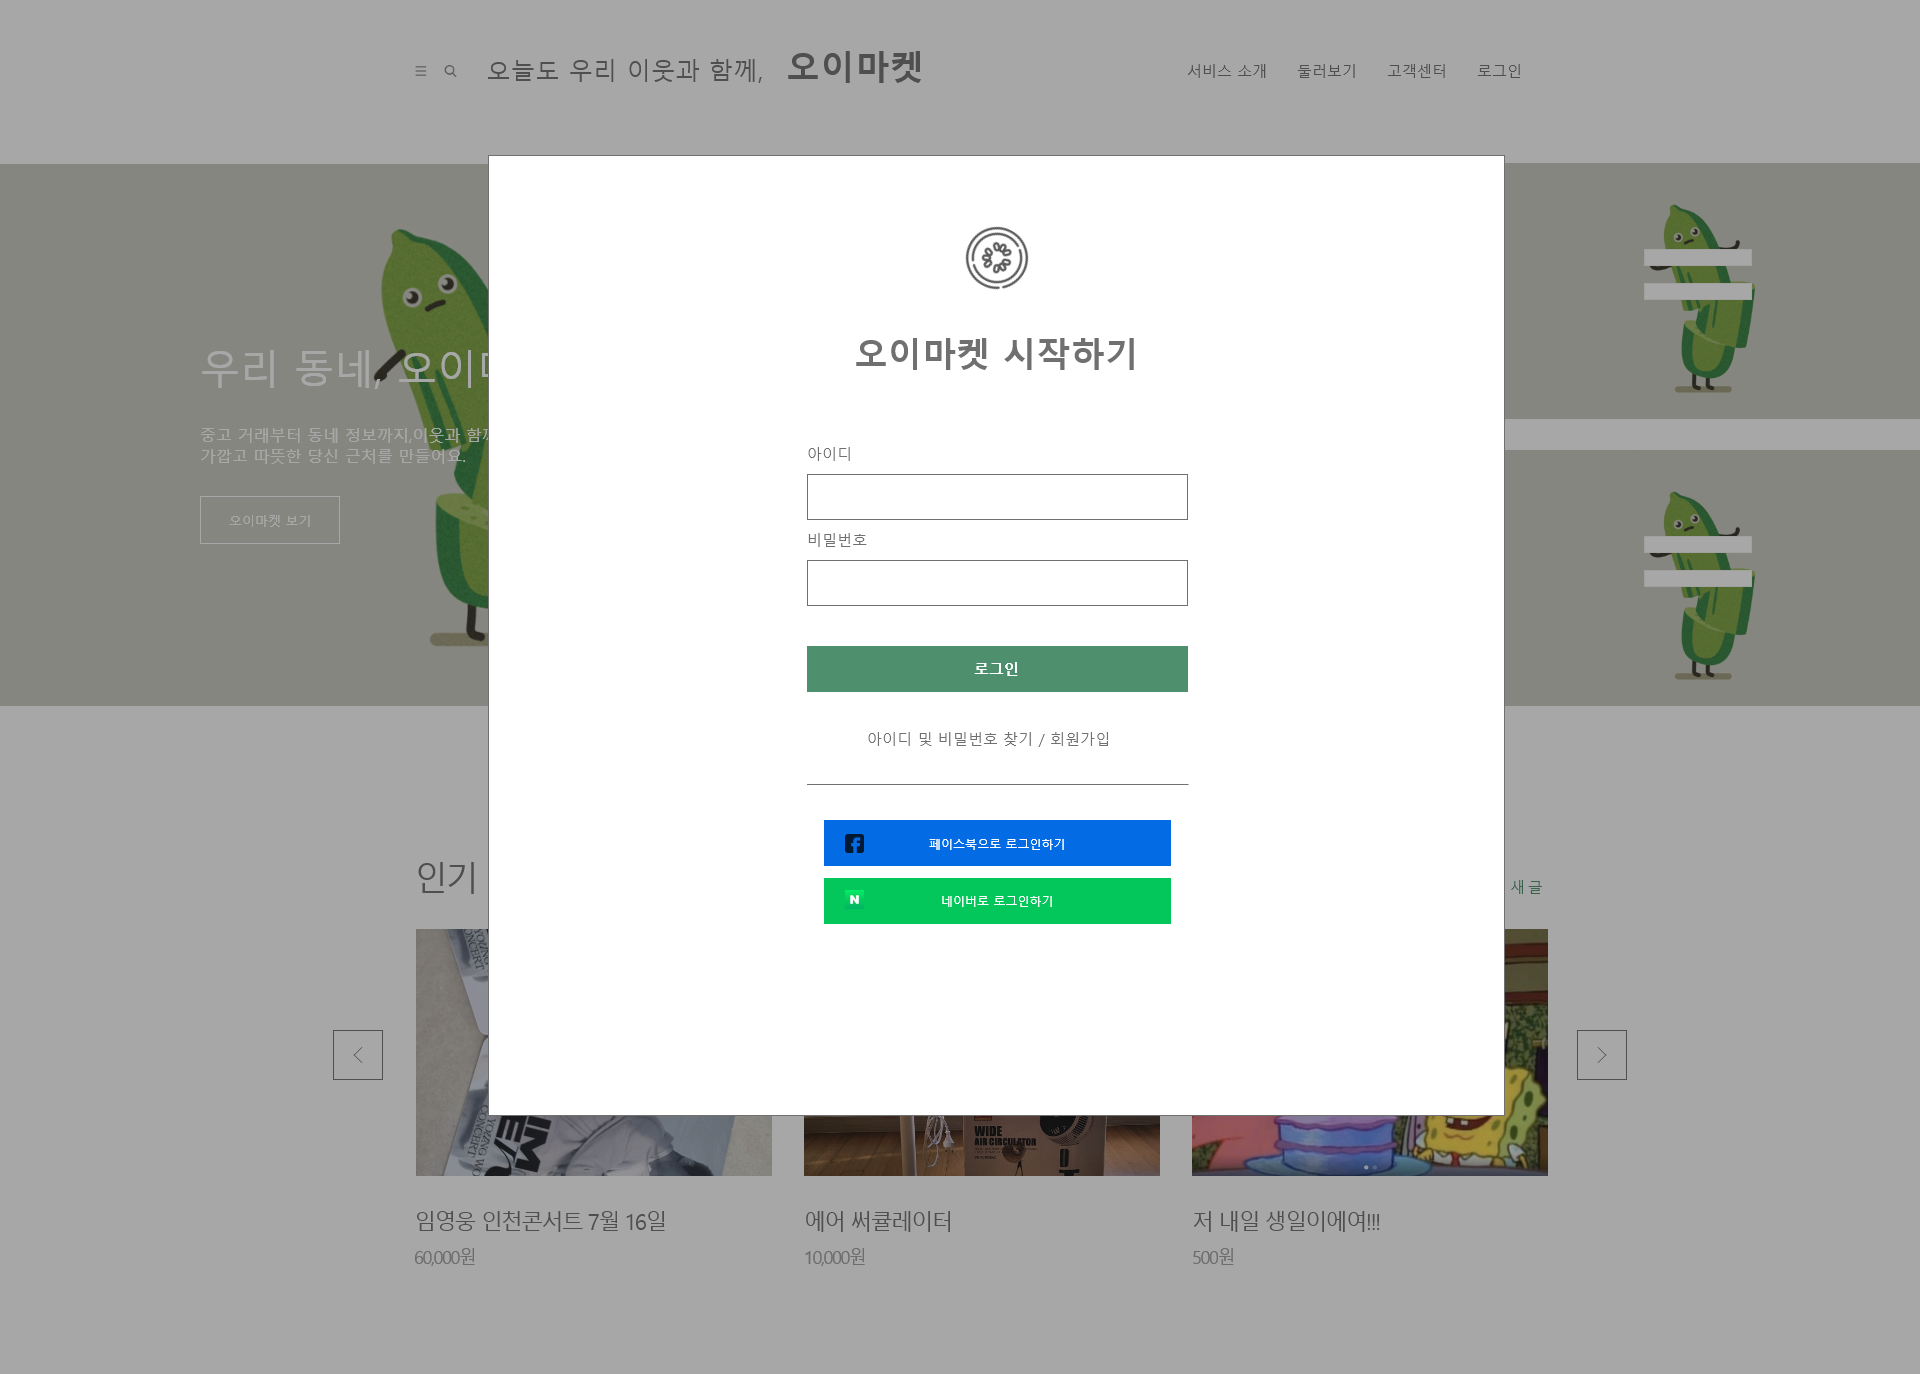 오늘도 우리 이웃과 함께, 오이마켓
서비스 소개 둘러보기 고객센터 로그인
우리 동네, 오이
중고 거래부터 동네 정보까지,이웃과
가깝고 따뜻한 당신 근처를 만들어요.
오이마켓 보기
오이마켓 시작하기
아이디
비밀번호
로그인
아이디 및 비밀번호 찾기 / 회원가입
페이스북으로 로그인하기
N
네이버로 로그인하기
인기
새 글
WIDE
AIR CIRCULATOR
임영웅 인천콘서트 7월 16일
60,000원
에어 써큘레이터
10,000원
저 내일 생일이에여!!!
500원